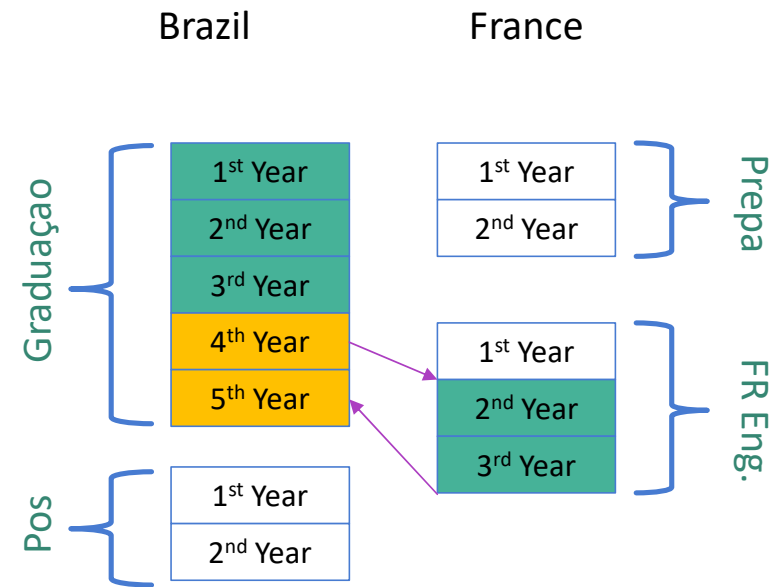 Brazil
France
Graduaçao
1st Year
2nd Year
3rd Year
4th Year
5th Year
Pos
1st Year
2nd Year
1st Year
2nd Year
Prepa
1st Year
2nd Year
3rd Year
FR Eng.